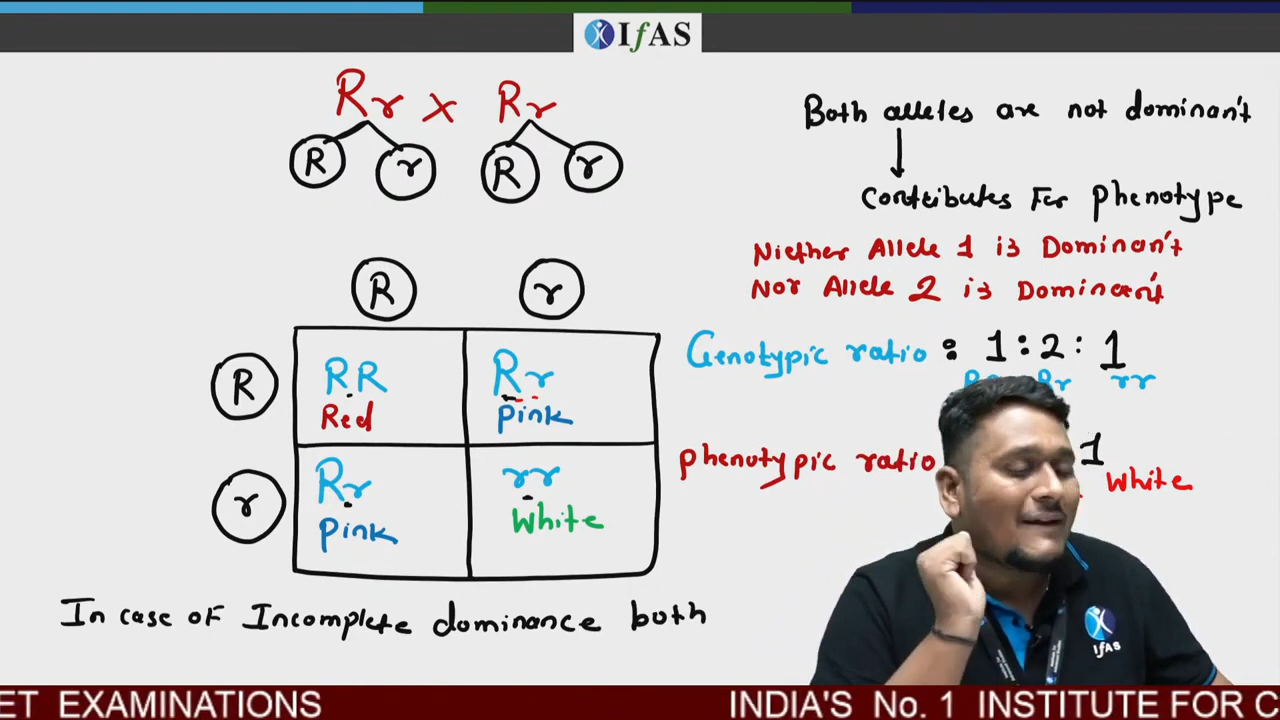 IfAS
Rr x Rr
R r R r
Both alleles are not dominant
Contributes For Phenotype
Niether Allele 1 is Dominant
Nor Allele 2 is Dominant
R r
R RR Rr
Red Pink
r Rr rr
Pink White
Genotypic ratio : 1 : 2 : 1
Rr rr
phenotypic ratio 1
White
In case of Incomplete dominance both
IfAS
ET EXAMINATIONS INDIA'S No. 1 INSTITUTE FOR